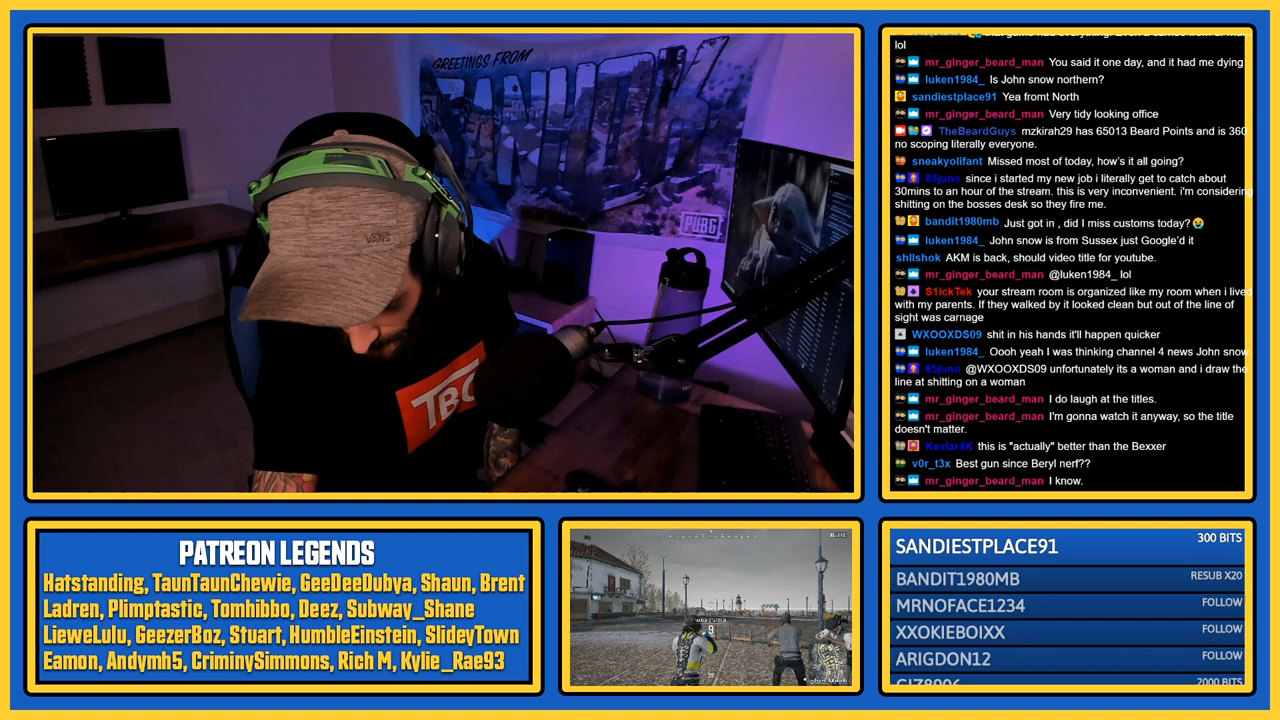 GREETINGS FROM
SANHOK
PUBG
VANS
TBG
lol
mr_ginger_beard_man You said it one day, and it had me dying
luken1984_ Is John snow northern?
sandiestplace91 Yea fromt North
mr_ginger_beard_man Very tidy looking office
TheBeardGuys mzkirah29 has 65013 Beard Points and is 360
no scoping literally everyone.
sneakyolifant Missed most of today, how's it all going?
85juno since i started my new job i literally get to catch about
30mins to an hour of the stream. this is very inconvenient. i'm considering
shitting on the bosses desk so they fire me.
bandit1980mb Just got in , did I miss customs today? 😭
luken1984_ John snow is from Sussex just Google'd it
shllshok AKM is back, should video title for youtube.
mr_ginger_beard_man @luken1984_ lol
S1ickTek your stream room is organized like my room when i lived
with my parents. If they walked by it looked clean but out of the line of
sight was carnage
WXOOXDS09 shit in his hands it'll happen quicker
luken1984_ Oooh yeah I was thinking channel 4 news John snow
85juno @WXOOXDS09 unfortunately its a woman and i draw the
line at shitting on a woman
mr_ginger_beard_man I do laugh at the titles.
mr_ginger_beard_man I'm gonna watch it anyway, so the title
doesn't matter.
Kevlar4K this is "actually" better than the Bexxer
v0r_t3x Best gun since Beryl nerf??
mr_ginger_beard_man I know.
PATREON LEGENDS
Hatstanding, TaunTaunChewie, GeeDeeDubya, Shaun, Brent
Ladren, Plimptastic, Tomhibbo, Deez, Subway_Shane
LieweLulu, GeezerBoz, Stuart, HumbleEinstein, SlideyTown
Eamon, Andymh5, CriminySimmons, Rich M, Kylie_Rae93
9
SANDIESTPLACE91 300 BITS
BANDIT1980MB RESUB X20
MRNOFACE1234 FOLLOW
XXOKIEBOIXX FOLLOW
ARIGDON12 FOLLOW
2000 BITS